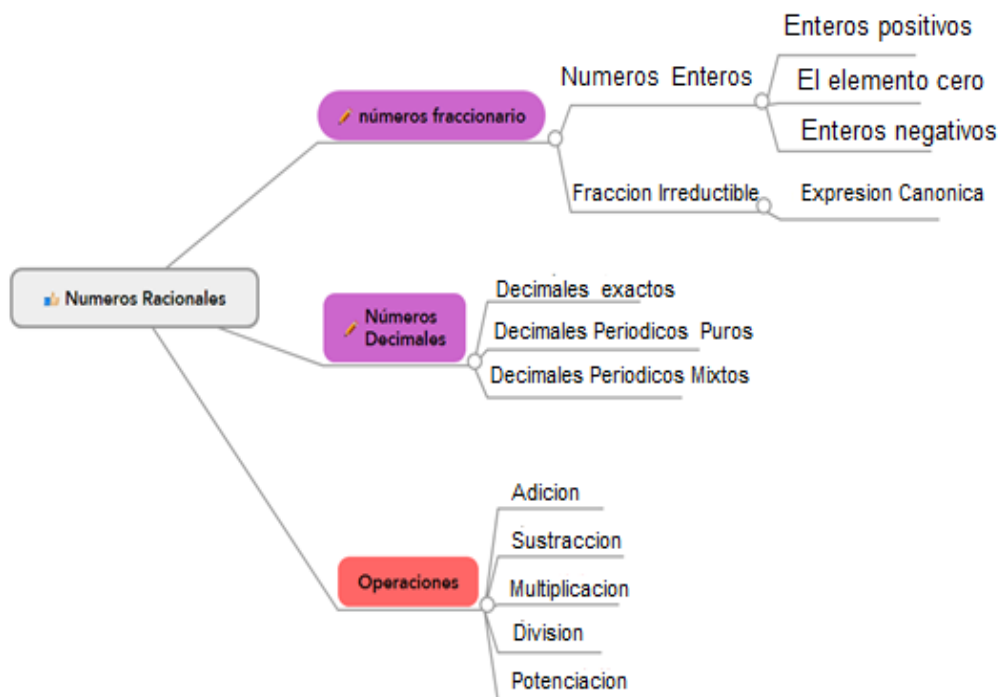 Numeros Racionales
números fraccionario
Numeros Enteros
Enteros positivos
El elemento cero
Enteros negativos
Fraccion Irreductible
Expresion Canonica
Números
Decimales
Decimales exactos
Decimales Periodicos Puros
Decimales Periodicos Mixtos
Operaciones
Adicion
Sustraccion
Multiplicacion
Division
Potenciacion